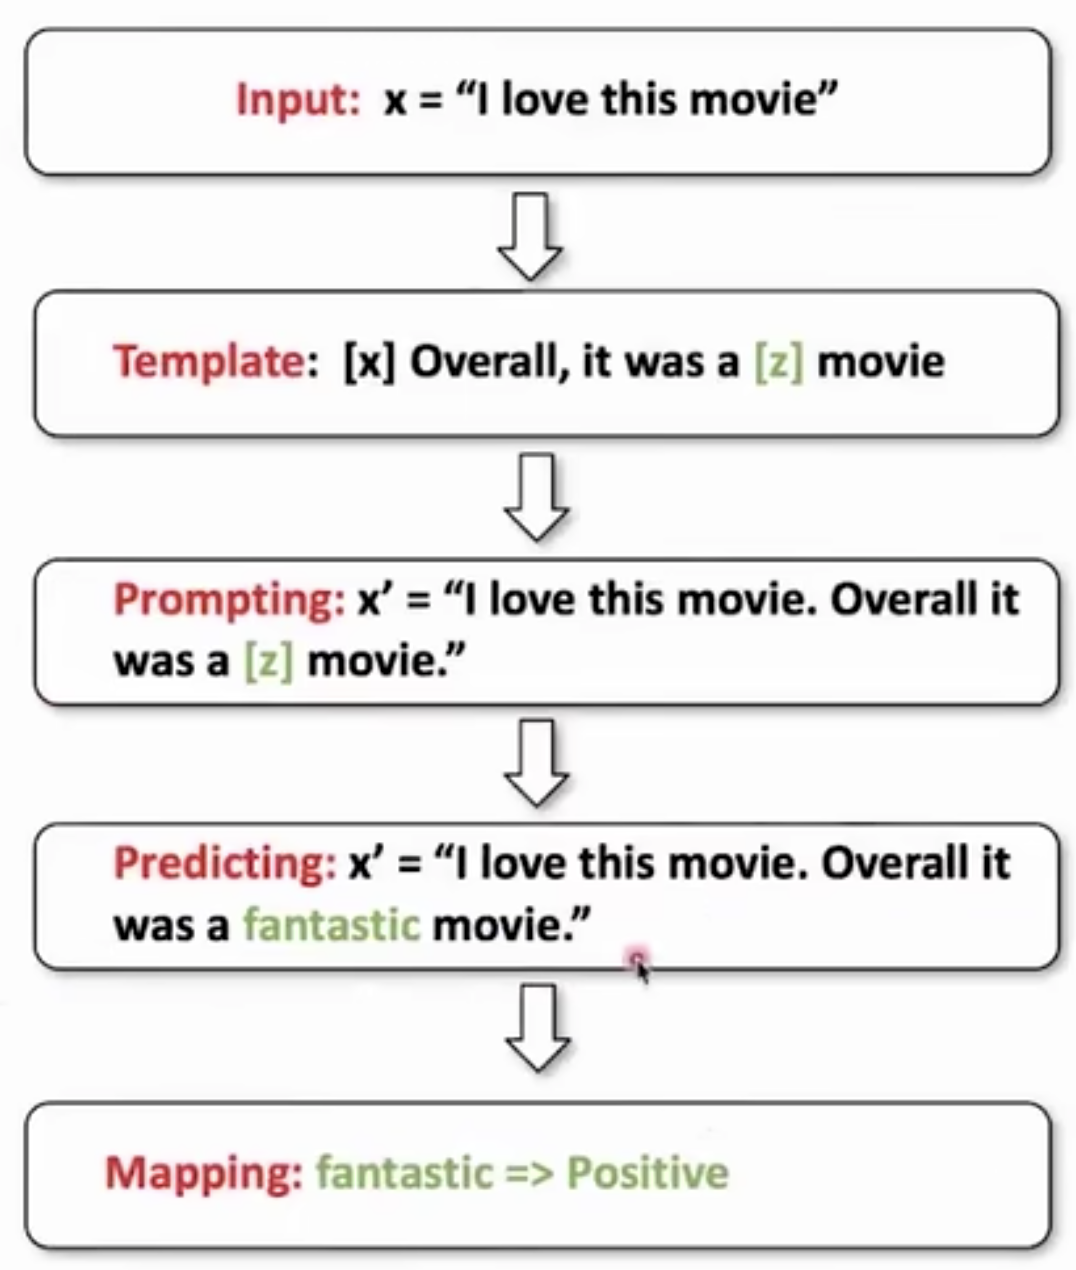 Input: x = “I love this movie”
Template: [x] Overall, it was a [z] movie
Prompting: x’ = “I love this movie. Overall it
was a [z] movie.”
Predicting: x’ = “I love this movie. Overall it
was a fantastic movie.”
Mapping: fantastic => Positive